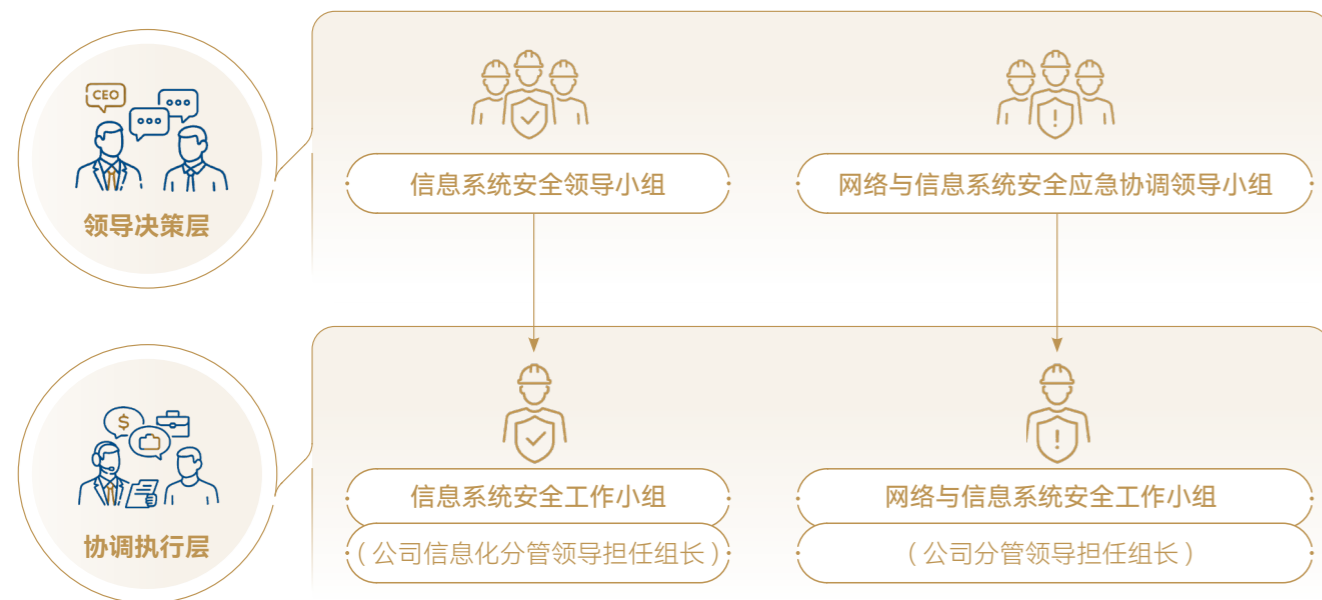 CEO
领导决策层
信息系统安全领导小组
网络与信息系统安全应急协调领导小组
$
协调执行层
信息系统安全工作小组
（公司信息化分管领导担任组长）
网络与信息系统安全工作小组
（公司分管领导担任组长）